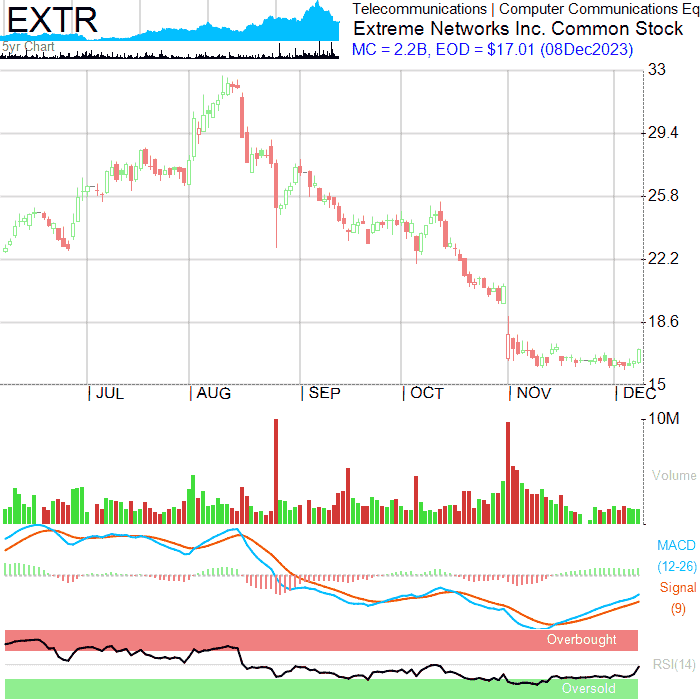 EXTR
5yr Chart
Telecommunications | Computer Communications Eq
Extreme Networks Inc. Common Stock
MC = 2.2B, EOD = $17.01 (08Dec2023)
33
29.4
25.8
22.2
18.6
15
JUL AUG SEP OCT NOV DEC
10M
Volume
MACD
(12-26)
Signal
(9)
Overbought
RSI(14)
Oversold